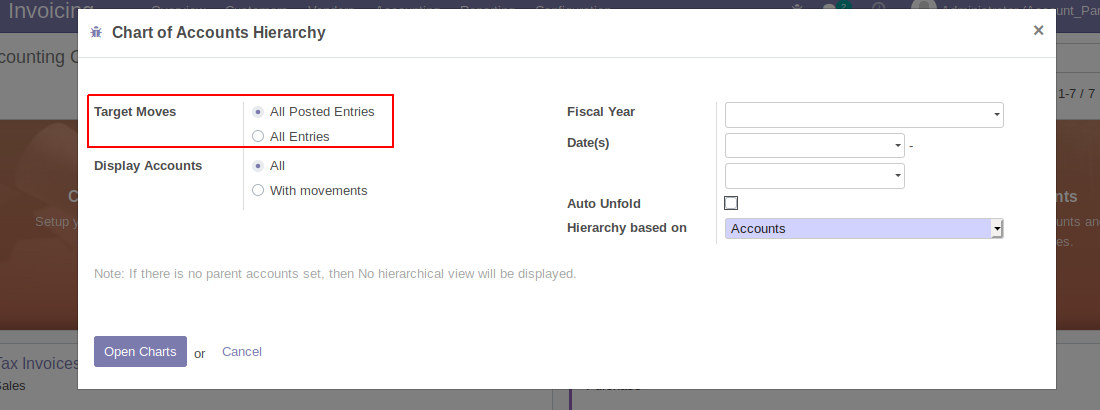 Invoicing
Chart of Accounts Hierarchy
×
Target Moves
All Posted Entries
All Entries
Display Accounts
All
With movements
Fiscal Year
Date(s)
-
Auto Unfold
Hierarchy based on
Accounts
Note: If there is no parent accounts set, then No hierarchical view will be displayed.
Open Charts or Cancel
1-7 / 7
Setup
Tax Invoices